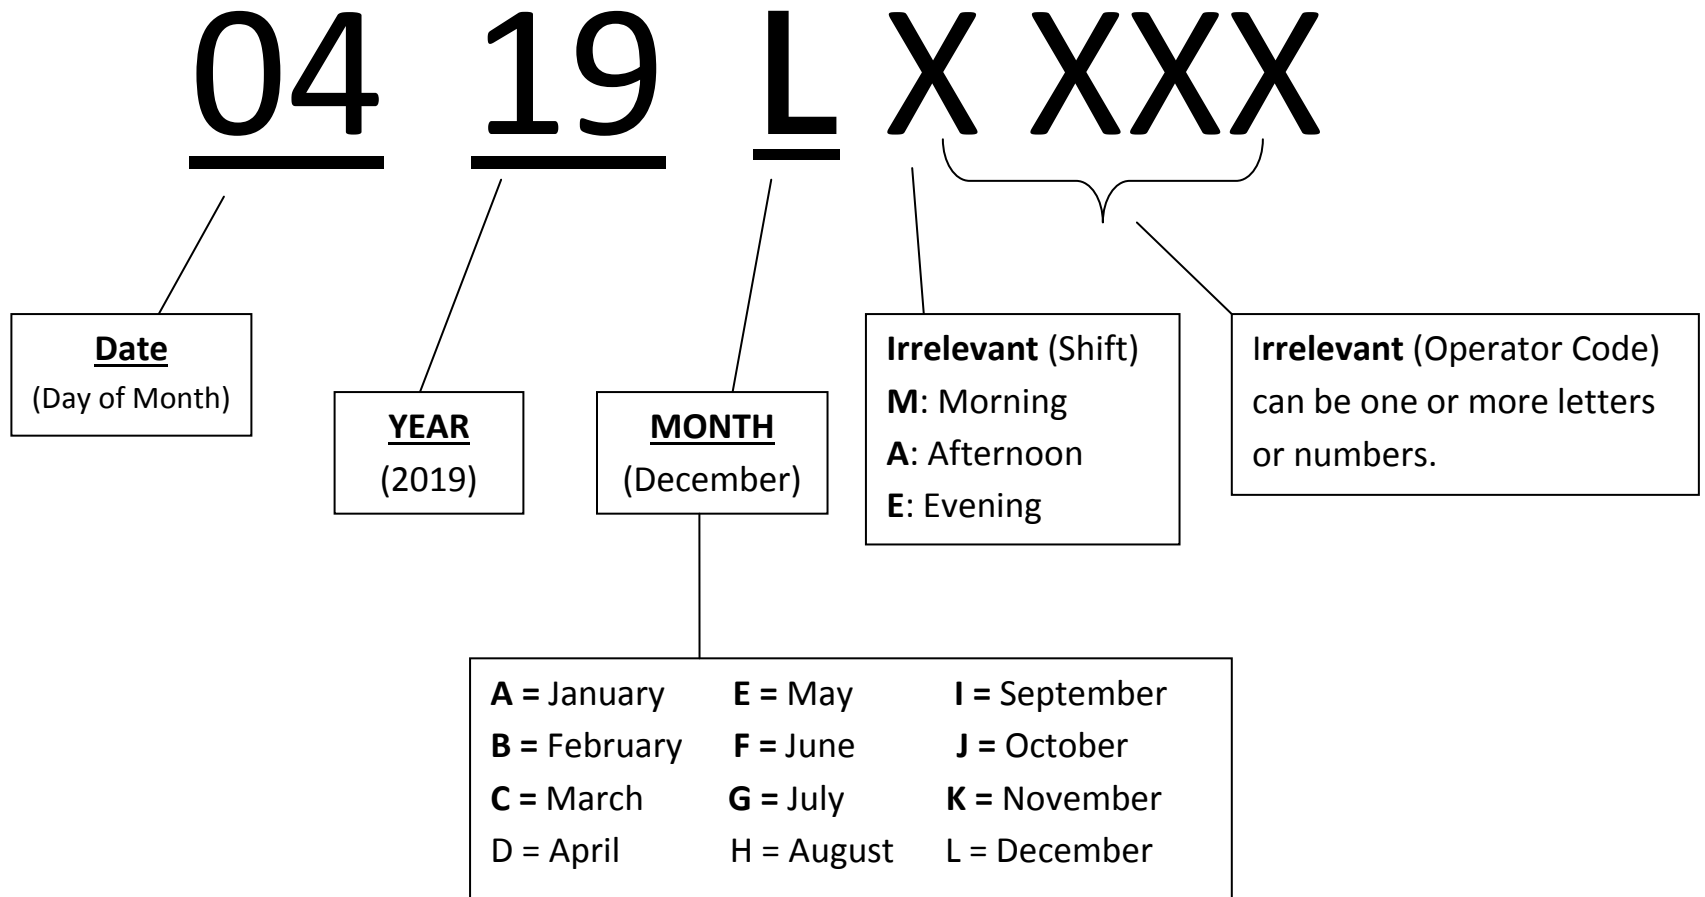 04 19 L X XXX
Date
(Day of Month)
YEAR
(2019)
MONTH
(December)
Irrelevant (Shift)
M: Morning
A: Afternoon
E: Evening
Irrelevant (Operator Code)
can be one or more letters
or numbers.
A = January E = May I = September
B = February F = June J = October
C = March G = July K = November
D = April H = August L = December